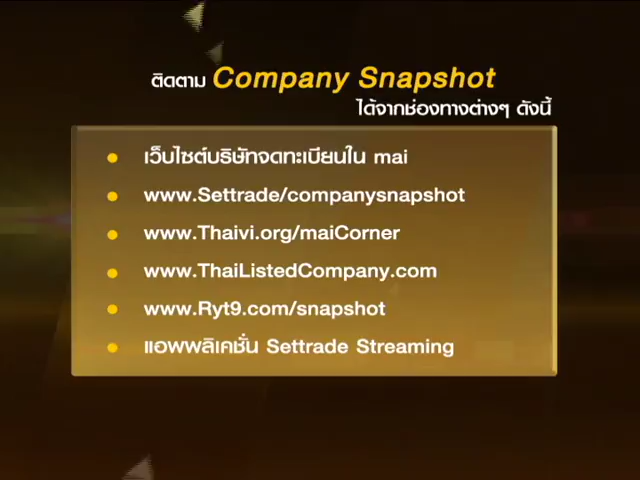 ติดตาม Company Snapshot
ได้จากช่องทางต่างๆ ดังนี้
• เว็บไซต์บริษัทจดทะเบียนใน mai
• www.Settrade/companysnapshot
• www.Thaivi.org/maiCorner
• www.ThaiListedCompany.com
• www.Ryt9.com/snapshot
• แอพพลิเคชั่น Settrade Streaming